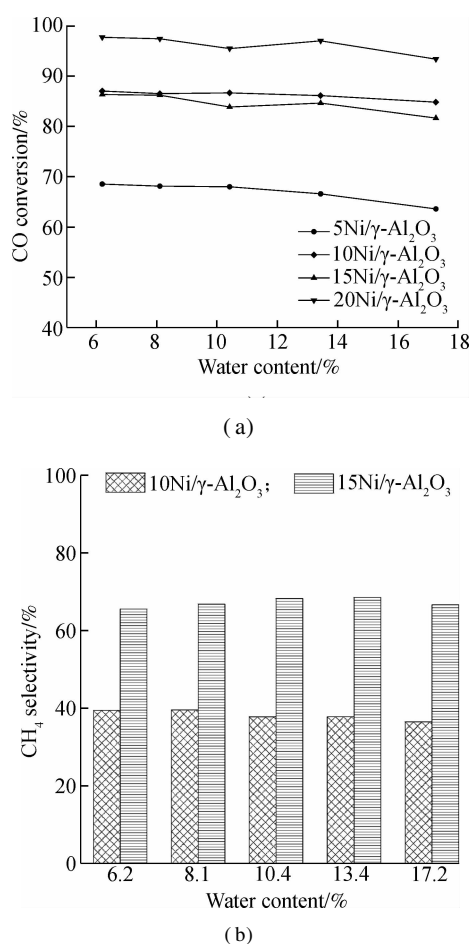 100
90
80
70
60
50
40
CO conversion/%
5Ni/γ-Al₂O₃
10Ni/γ-Al₂O₃
15Ni/γ-Al₂O₃
20Ni/γ-Al₂O₃
6 8 10 12 14 16 18
Water content/%
(a)
100
80
60
40
20
0
CH₄ selectivity/%
10Ni/γ-Al₂O₃; 15Ni/γ-Al₂O₃
6.2 8.1 10.4 13.4 17.2
Water content/%
(b)